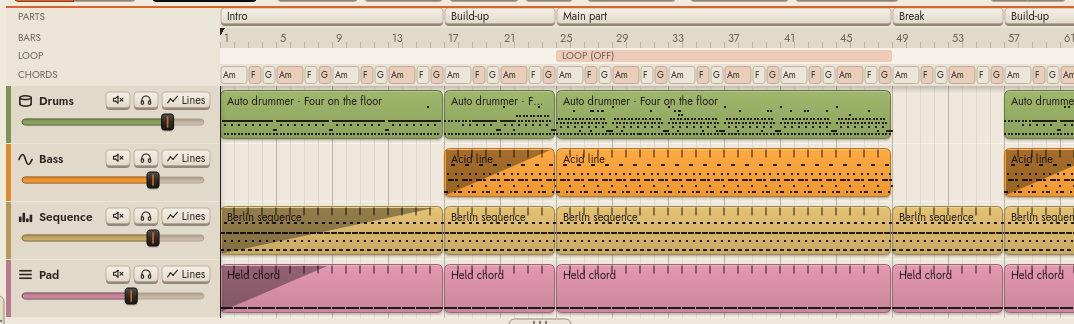 PARTS Intro Build-up Main part Break Build-up
BARS 1 5 9 13 17 21 25 29 33 37 41 45 49 53 57 61
LOOP LOOP (OFF)
CHORDS Am F G Am F G Am F G Am F G Am F G Am F G Am F G Am F G Am F G Am F G Am F G Am F G Am F G Am F G Am F G Am
Drums Lines Auto drummer · Four on the floor Auto drummer · F... Auto drummer · Four on the floor Auto drumme
Bass Lines Acid line Acid line Acid line
Sequence Lines Berlin sequence Berlin sequence Berlin sequence Berlin sequence Berlin sequen
Pad Lines Held chord Held chord Held chord Held chord Held chord